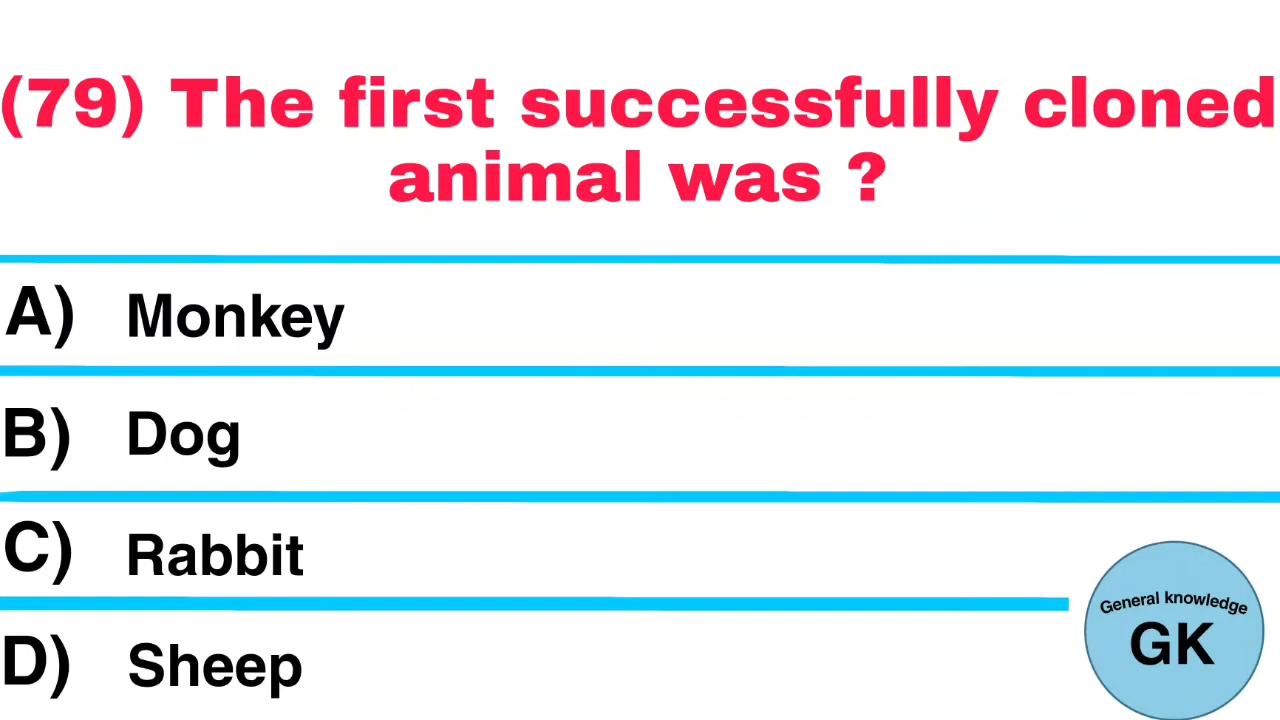 (79) The first successfully cloned
animal was ?
A) Monkey
B) Dog
C) Rabbit
D) Sheep
General knowledge
GK